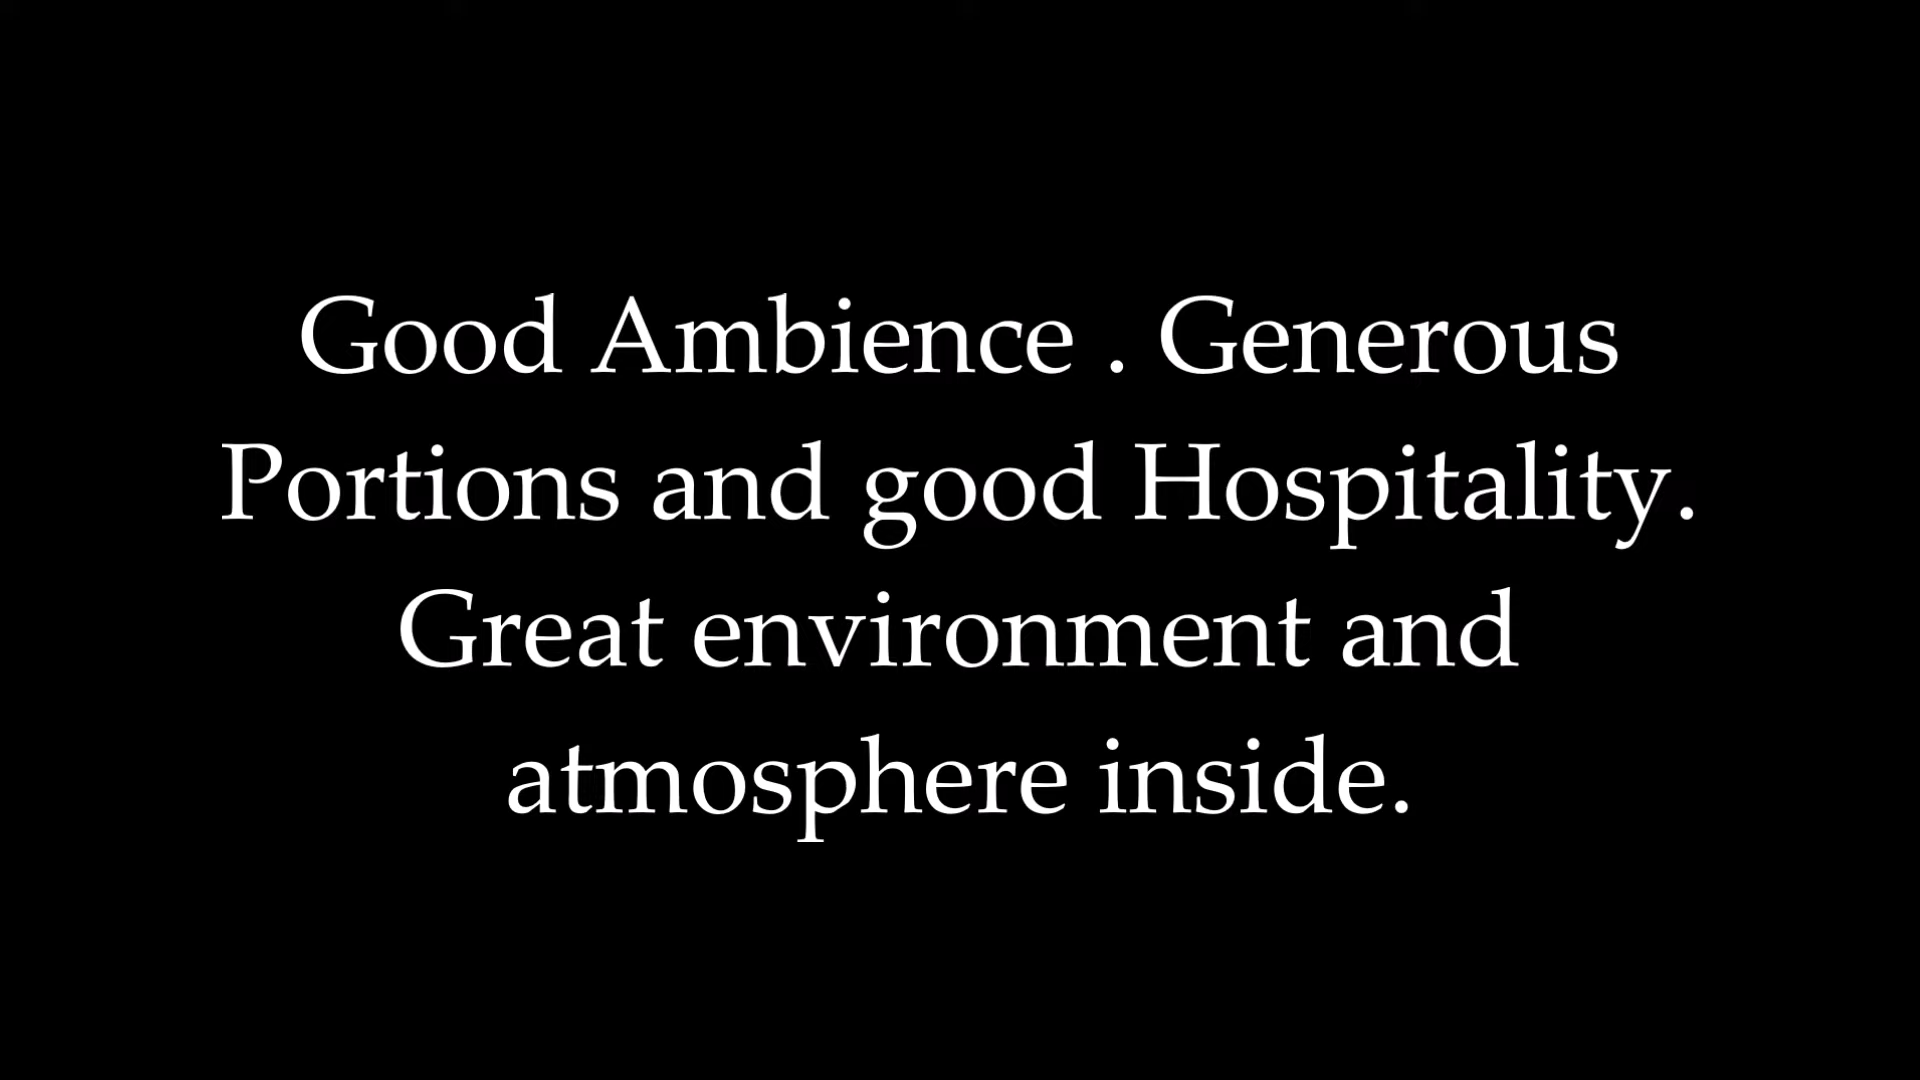 Good Ambience . Generous
Portions and good Hospitality.
Great environment and
atmosphere inside.